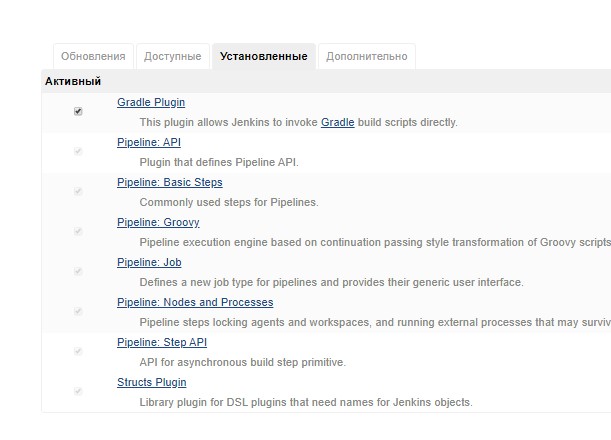 Обновления Доступные Установленные Дополнительно
Активный
Gradle Plugin
This plugin allows Jenkins to invoke Gradle build scripts directly.
Pipeline: API
Plugin that defines Pipeline API.
Pipeline: Basic Steps
Commonly used steps for Pipelines.
Pipeline: Groovy
Pipeline execution engine based on continuation passing style transformation of Groovy scripts
Pipeline: Job
Defines a new job type for pipelines and provides their generic user interface.
Pipeline: Nodes and Processes
Pipeline steps locking agents and workspaces, and running external processes that may surviv
Pipeline: Step API
API for asynchronous build step primitive.
Structs Plugin
Library plugin for DSL plugins that need names for Jenkins objects.